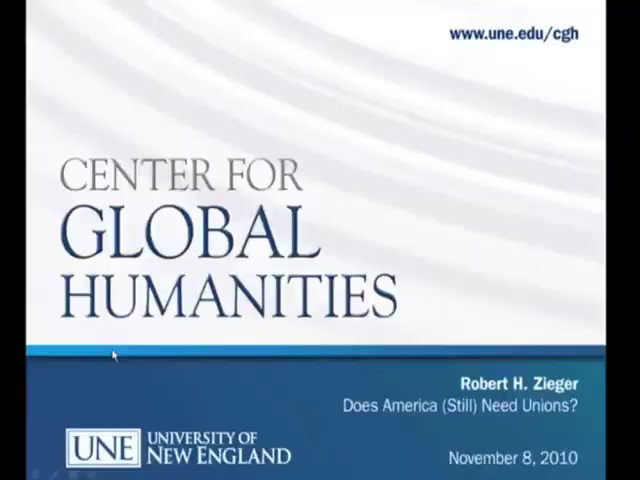 www.une.edu/cgh
CENTER FOR
GLOBAL
HUMANITIES
Robert H. Zieger
Does America (Still) Need Unions?
UNE UNIVERSITY OF
NEW ENGLAND
November 8, 2010